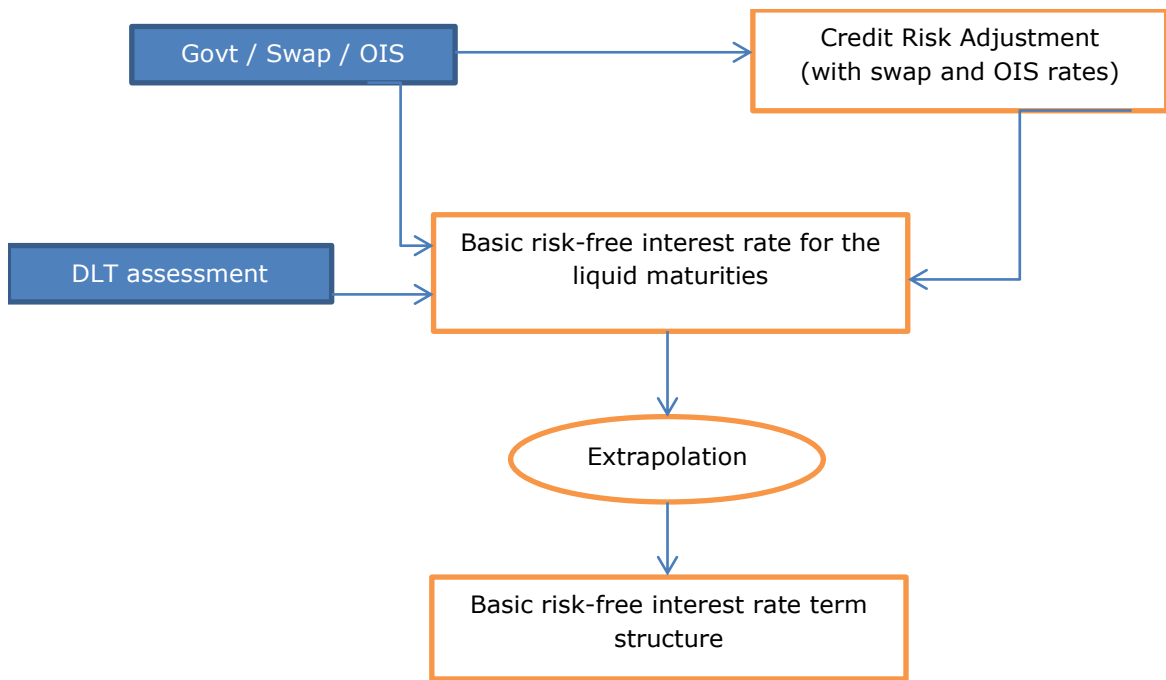 Govt / Swap / OIS
Credit Risk Adjustment
(with swap and OIS rates)
Basic risk-free interest rate for the
liquid maturities
DLT assessment
Extrapolation
Basic risk-free interest rate term
structure